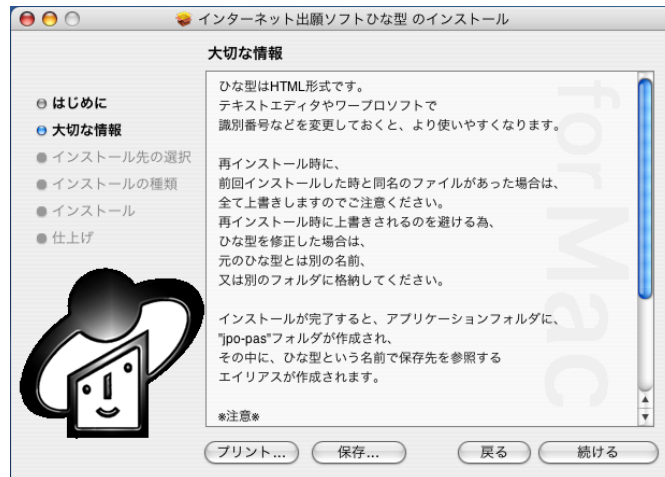 インターネット出願ソフトひな型 のインストール
大切な情報
はじめに
大切な情報
インストール先の選択
インストールの種類
インストール
仕上げ
ひな型はHTML形式です。
テキストエディタやワープロソフトで
識別番号などを変更しておくと、より使いやすくなります。
再インストール時に、
前回インストールした時と同名のファイルがあった場合は、
全て上書きしますのでご注意ください。
再インストール時に上書きされるのを避ける為、
ひな型を修正した場合は、
元のひな型とは別の名前、
又は別のフォルダに格納してください。
インストールが完了すると、アプリケーションフォルダに、
"jpo-pas"フォルダが作成され、
その中に、ひな型という名前で保存先を参照する
エイリアスが作成されます。
※注意※
for Mac
プリント...
保存...
戻る
続ける